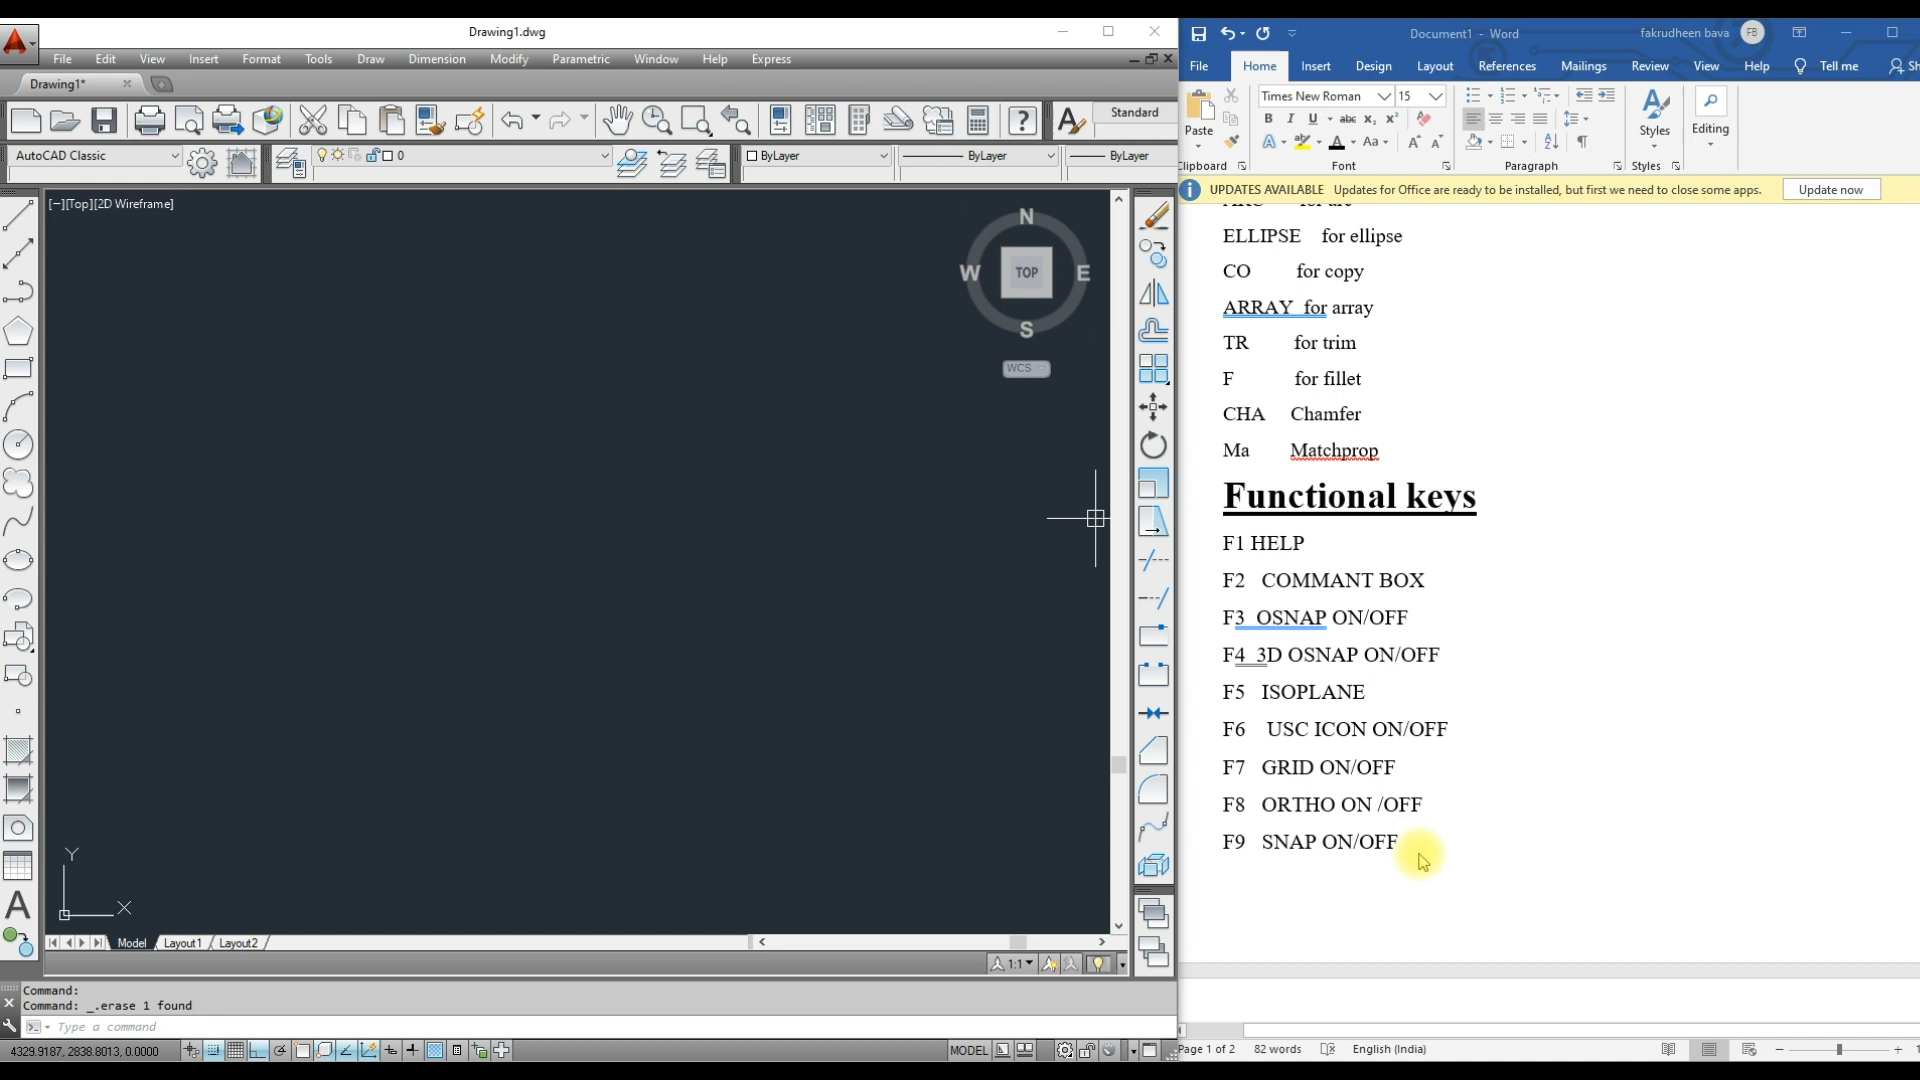 Drawing1.dwg
File Edit View Insert Format Tools Draw Dimension Modify Parametric Window Help Express
Drawing1*
Standard
AutoCAD Classic
0
ByLayer
ByLayer
ByLayer
[−][Top][2D Wireframe]
N
W TOP E
S
WCS
Y
X
Model Layout1 Layout2
1:1
Command:
Command: _.erase 1 found
Type a command
4329.9187, 2838.8013, 0.0000
MODEL
Document1 - Word
fakrudheen bava
FB
File Home Insert Design Layout References Mailings Review View Help Tell me Sh
Times New Roman 15
Paste
Styles
Editing
Clipboard Font Paragraph Styles
UPDATES AVAILABLE Updates for Office are ready to be installed, but first we need to close some apps. Update now
ARC for arc
ELLIPSE for ellipse
CO for copy
ARRAY for array
TR for trim
F for fillet
CHA Chamfer
Ma Matchprop
Functional keys
F1 HELP
F2 COMMANT BOX
F3 OSNAP ON/OFF
F4 3D OSNAP ON/OFF
F5 ISOPLANE
F6 USC ICON ON/OFF
F7 GRID ON/OFF
F8 ORTHO ON /OFF
F9 SNAP ON/OFF
Page 1 of 2 82 words English (India)